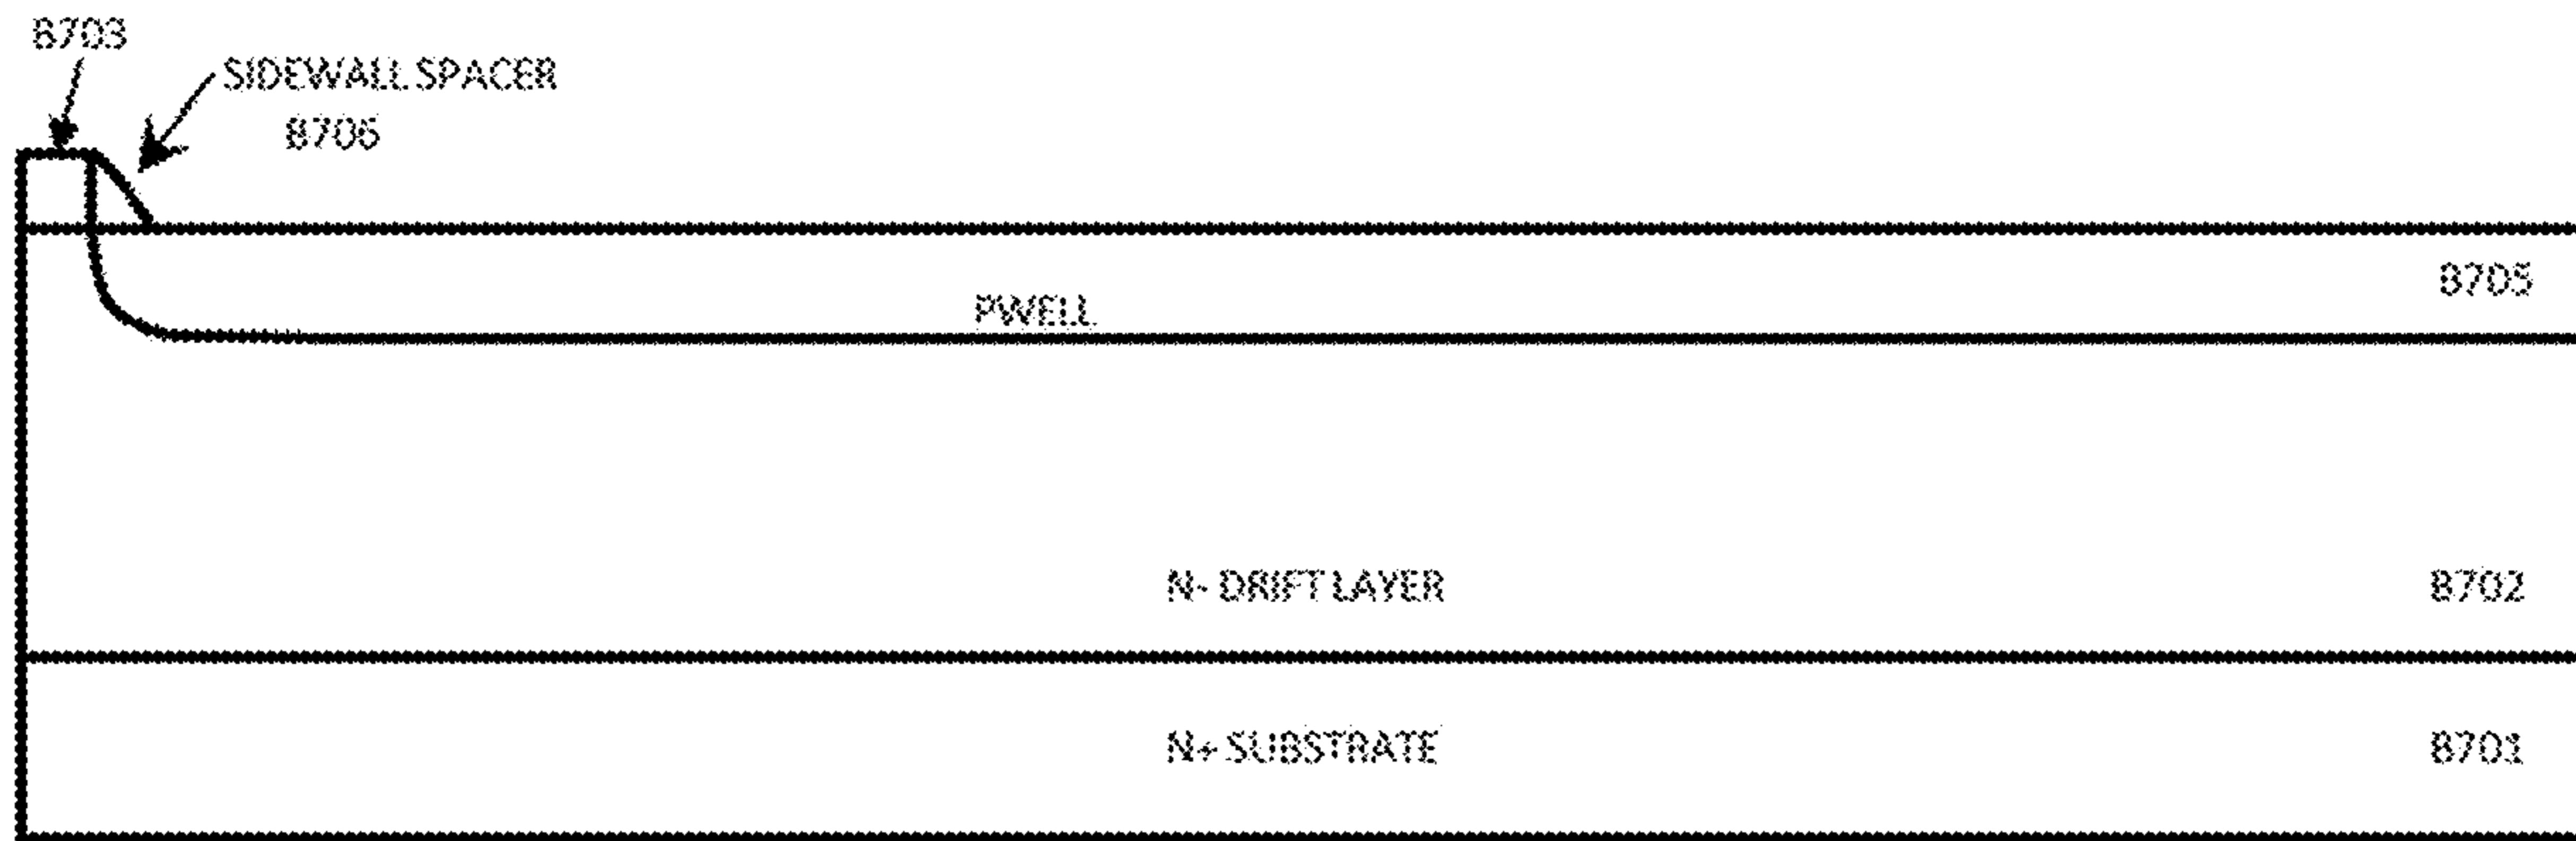 8703
SIDEWALL SPACER
8706
8705
PWELL
N- DRIFT LAYER 8702
N+ SUBSTRATE 8701